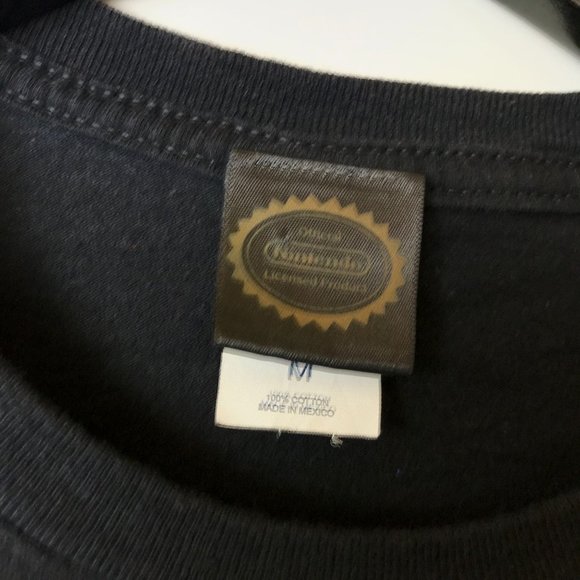 Official
Nintendo
Licensed Product
M
100% COTTON
MADE IN MEXICO